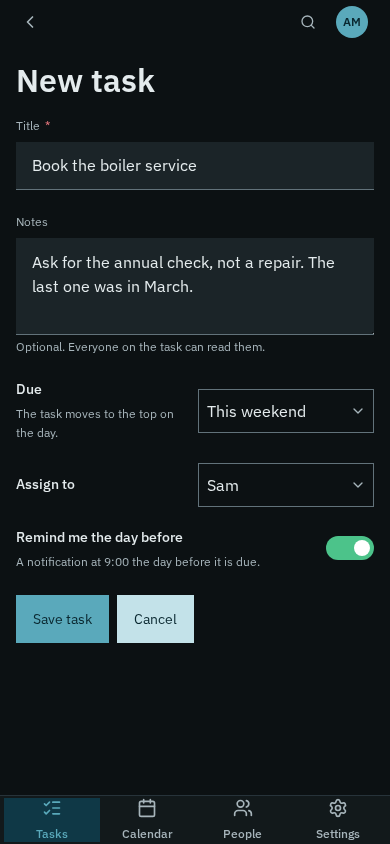 AM
New task
Title *
Book the boiler service
Notes
Ask for the annual check, not a repair. The
last one was in March.
Optional. Everyone on the task can read them.
Due
The task moves to the top on
the day.
This weekend
Assign to
Sam
Remind me the day before
A notification at 9:00 the day before it is due.
Save task
Cancel
Tasks
Calendar
People
Settings